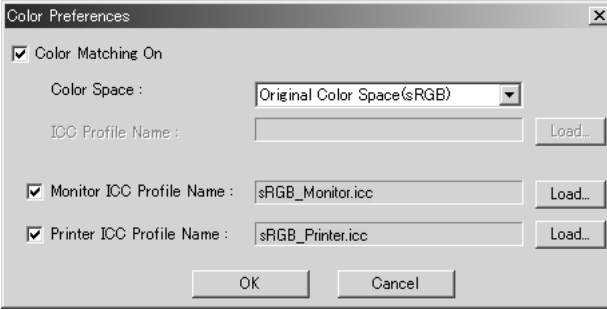 Color Preferences
Color Matching On
Color Space :
Original Color Space(sRGB)
ICC Profile Name :
Load...
Monitor ICC Profile Name :
sRGB_Monitor.icc
Load...
Printer ICC Profile Name :
sRGB_Printer.icc
Load...
OK
Cancel